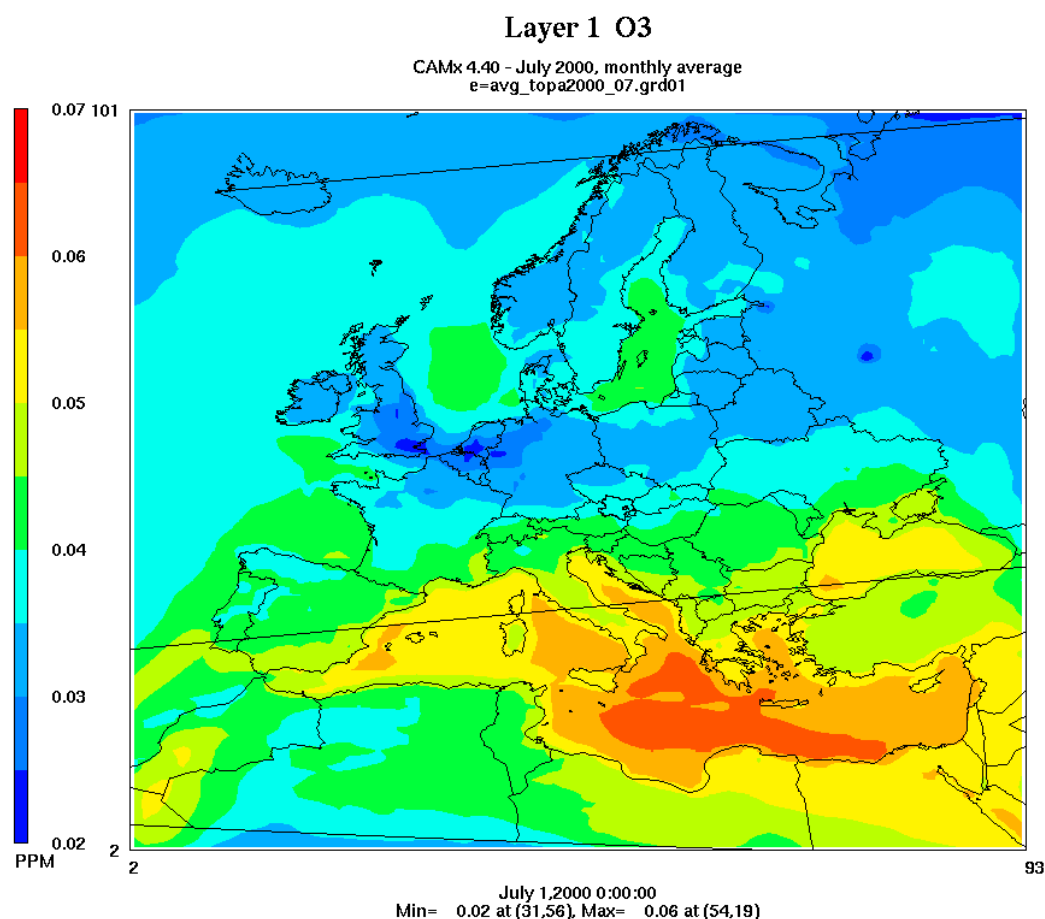 Layer 1 O3
CAMx 4.40 - July 2000, monthly average
e=avg_topa2000_07.grd01
0.07
0.06
0.05
0.04
0.03
0.02
PPM
101
2
2
93
July 1,2000 0:00:00
Min= 0.02 at (31,56), Max= 0.06 at (54,19)